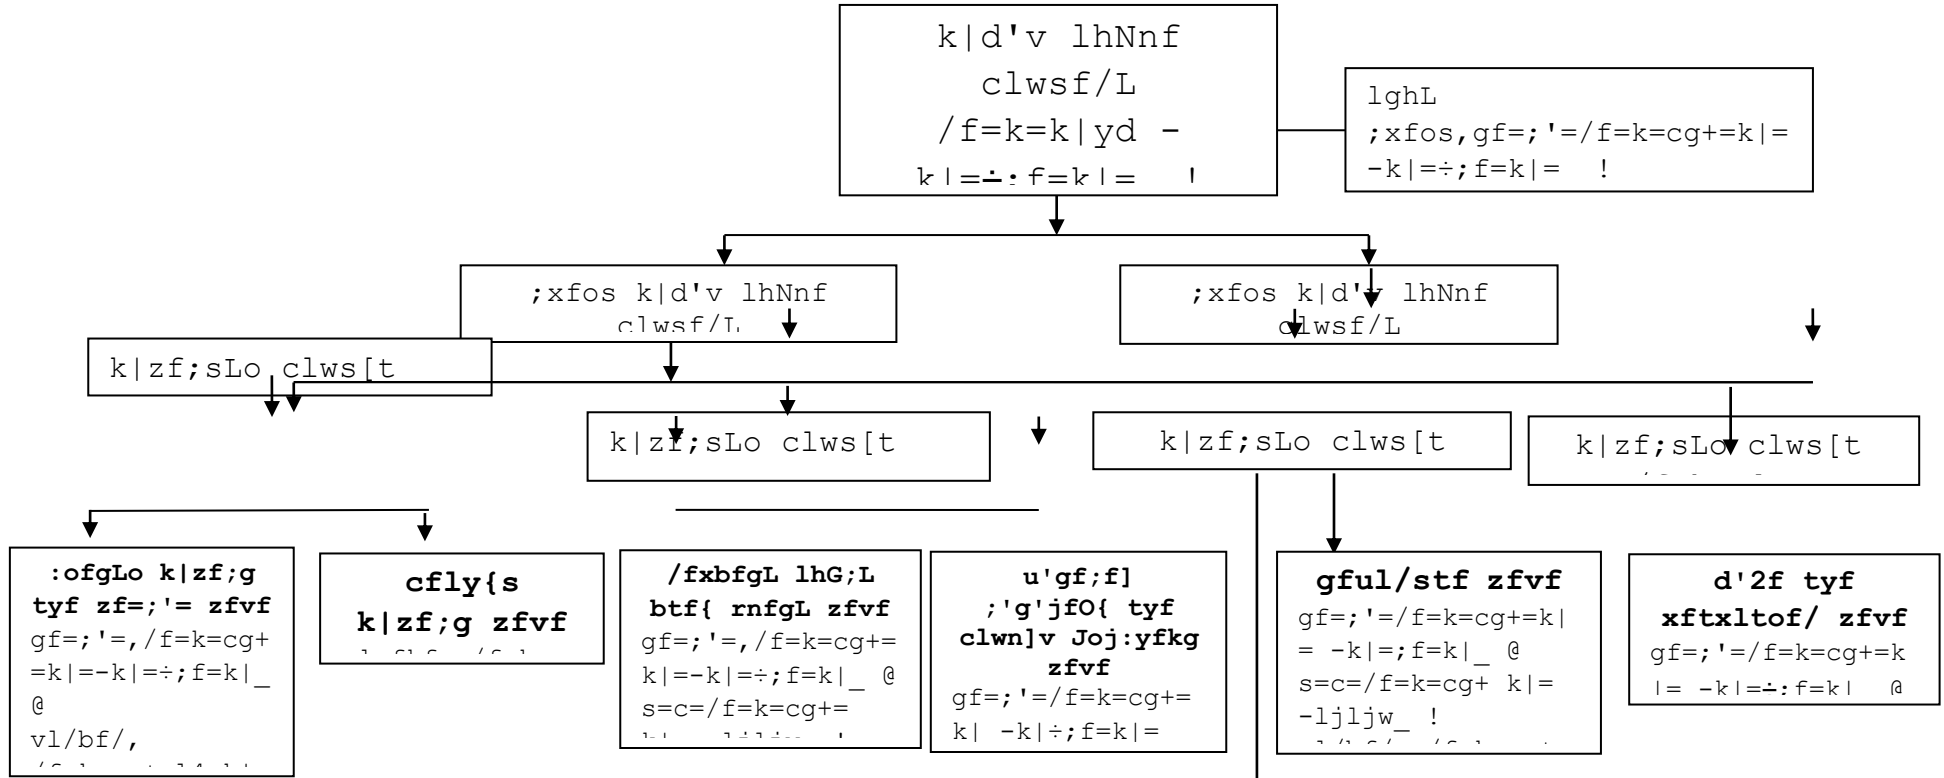 k|d'v lhNnf
clwsf/L
/f=k=k|yd -
k|=÷;f=k|= !
lghL
;xfos,gf=;'=/f=k=cg+=k|=
-k|=÷;f=k|= !
;xfos k|d'v lhNnf
clwsf/L
;xfos k|d'v lhNnf
clwsf/L
k|zf;sLo clws[t
k|zf;sLo clws[t
k|zf;sLo clws[t
k|zf;sLo clws[t
:ofgLo k|zf;g
tyf zf=;'= zfvf
gf=;'=,/f=k=cg+
=k|=-k|=÷;f=k|_
@
vl/bf/,
cfly{s
k|zf;g zfvf
/fxbfgL lhG;L
btf{ rnfgL zfvf
gf=;'=,/f=k=cg+=
k|=-k|=÷;f=k|_ @
s=c=/f=k=cg+=
u'gf;f]
;'g'jfO{ tyf
clwn]v Joj:yfkg
zfvf
gf=;'=/f=k=cg+=
k| -k|÷;f=k|=
gful/stf zfvf
gf=;'=/f=k=cg+=k|
= -k|=;f=k|_ @
s=c=/f=k=cg+ k|=
-ljljw_ !
d'2f tyf
xftxltof/ zfvf
gf=;'=/f=k=cg+=k
|= -k|=÷;f=k| @